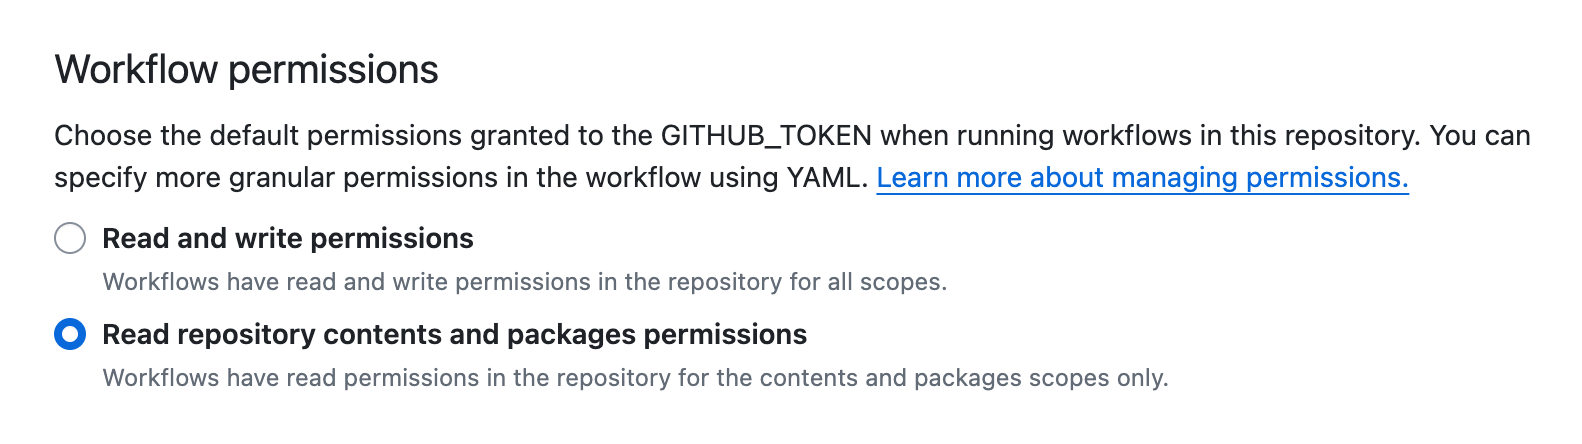 Workflow permissions
Choose the default permissions granted to the GITHUB_TOKEN when running workflows in this repository. You can
specify more granular permissions in the workflow using YAML. Learn more about managing permissions.
Read and write permissions
Workflows have read and write permissions in the repository for all scopes.
Read repository contents and packages permissions
Workflows have read permissions in the repository for the contents and packages scopes only.